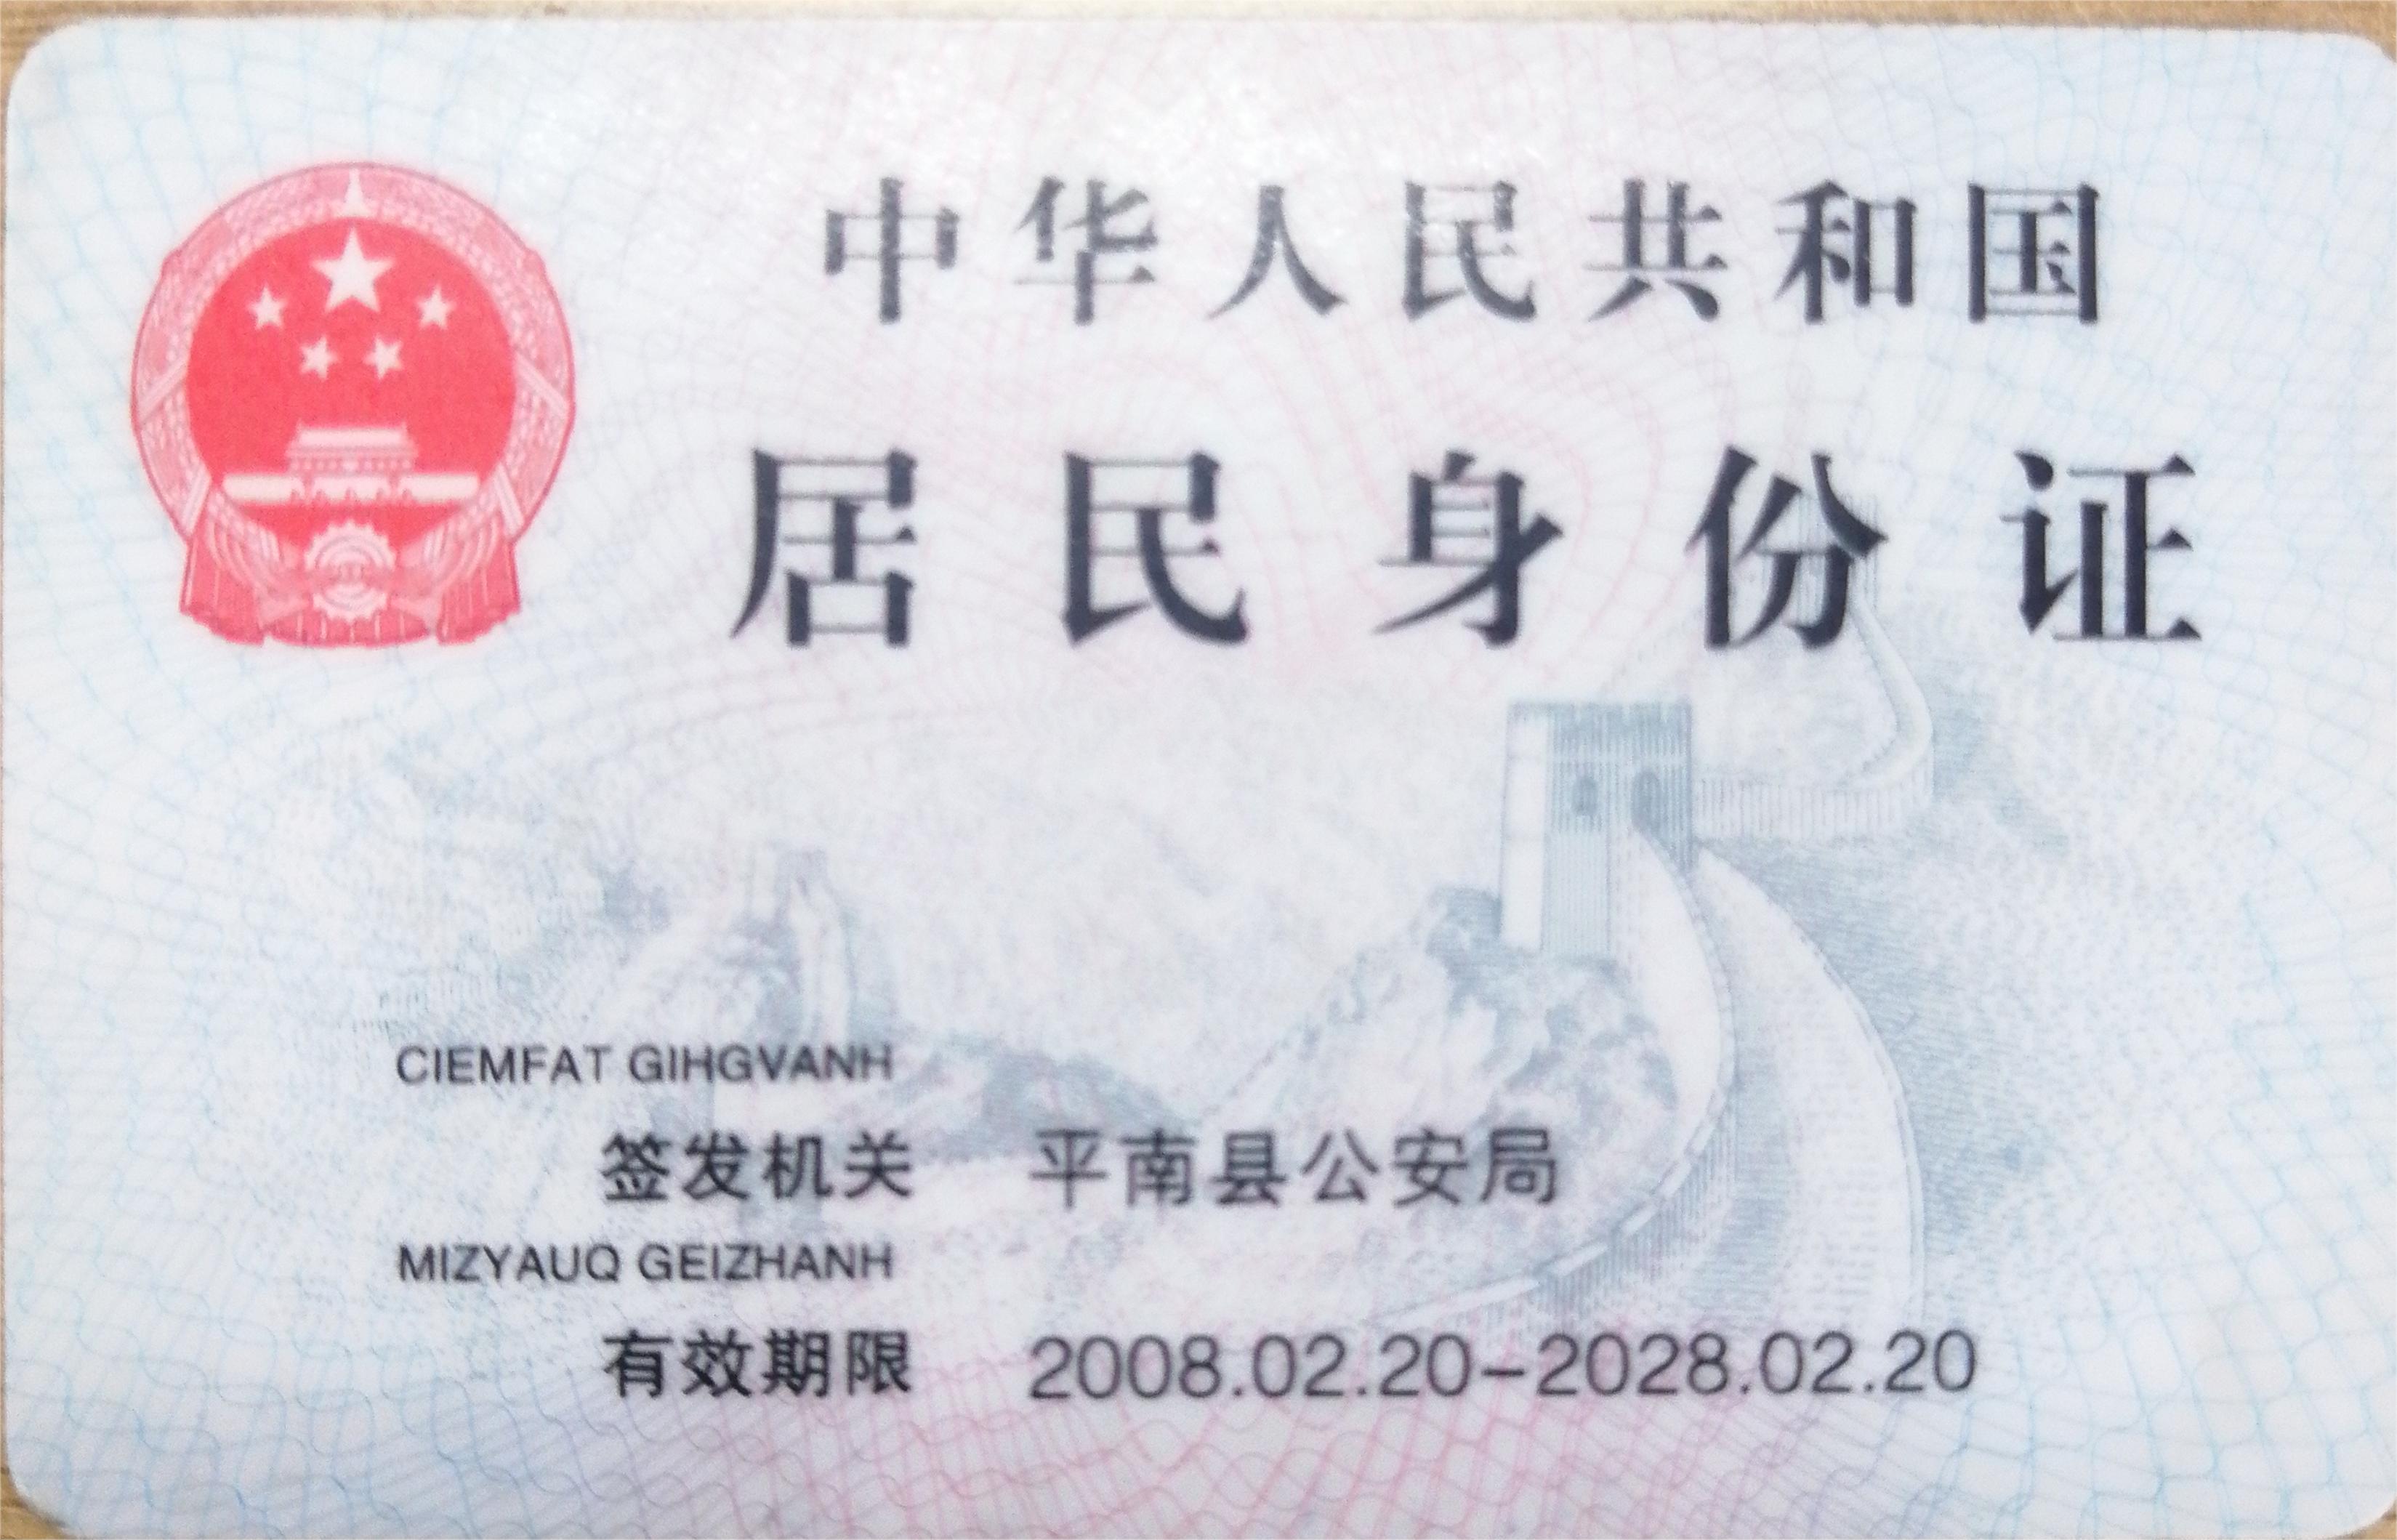 中华人民共和国
居民身份证
CIEMFAT GIHGVANH
签发机关 平南县公安局
MIZYAUQ GEIZHANH
有效期限 2008.02.20-2028.02.20